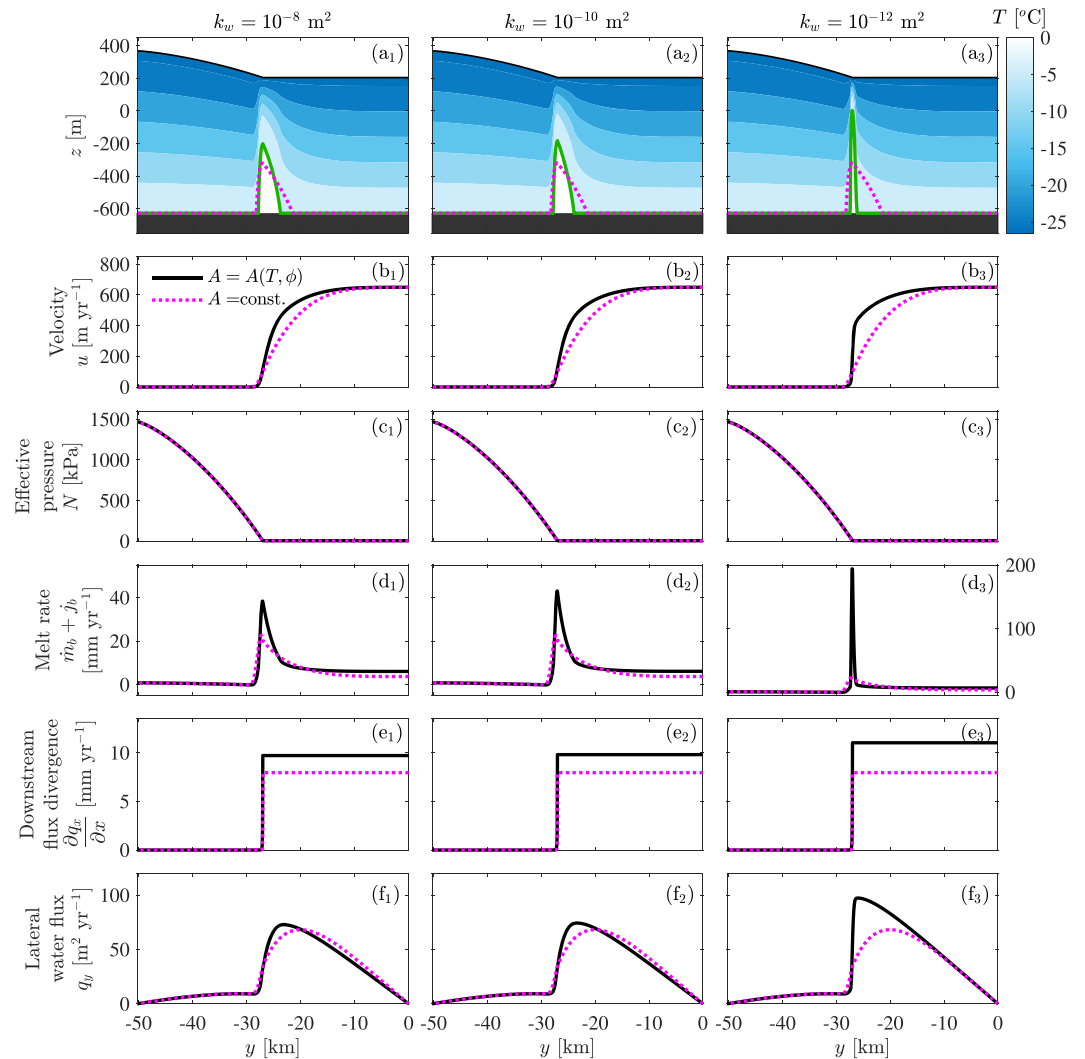 k_w = 10⁻⁸ m² k_w = 10⁻¹⁰ m² k_w = 10⁻¹² m² T [°C]
(a₁) (a₂) (a₃)
400
200
0
-200
-400
-600
z [m]
0
-5
-10
-15
-20
-25
(b₁) (b₂) (b₃)
A = A(T, ϕ)
A =const.
800
600
400
200
0
Velocity
u [m yr⁻¹]
(c₁) (c₂) (c₃)
1500
1000
500
0
Effective
pressure
N [kPa]
(d₁) (d₂) (d₃)
40
20
0
200
100
0
Melt rate
ṁ_b + j̇_b
[mm yr⁻¹]
(e₁) (e₂) (e₃)
10
5
0
Downstream
flux divergence
∂q_x/∂x [mm yr⁻¹]
(f₁) (f₂) (f₃)
100
50
0
Lateral
water flux
q_y [m² yr⁻¹]
-50 -40 -30 -20 -10 0 -50 -40 -30 -20 -10 0 -50 -40 -30 -20 -10 0
y [km] y [km] y [km]